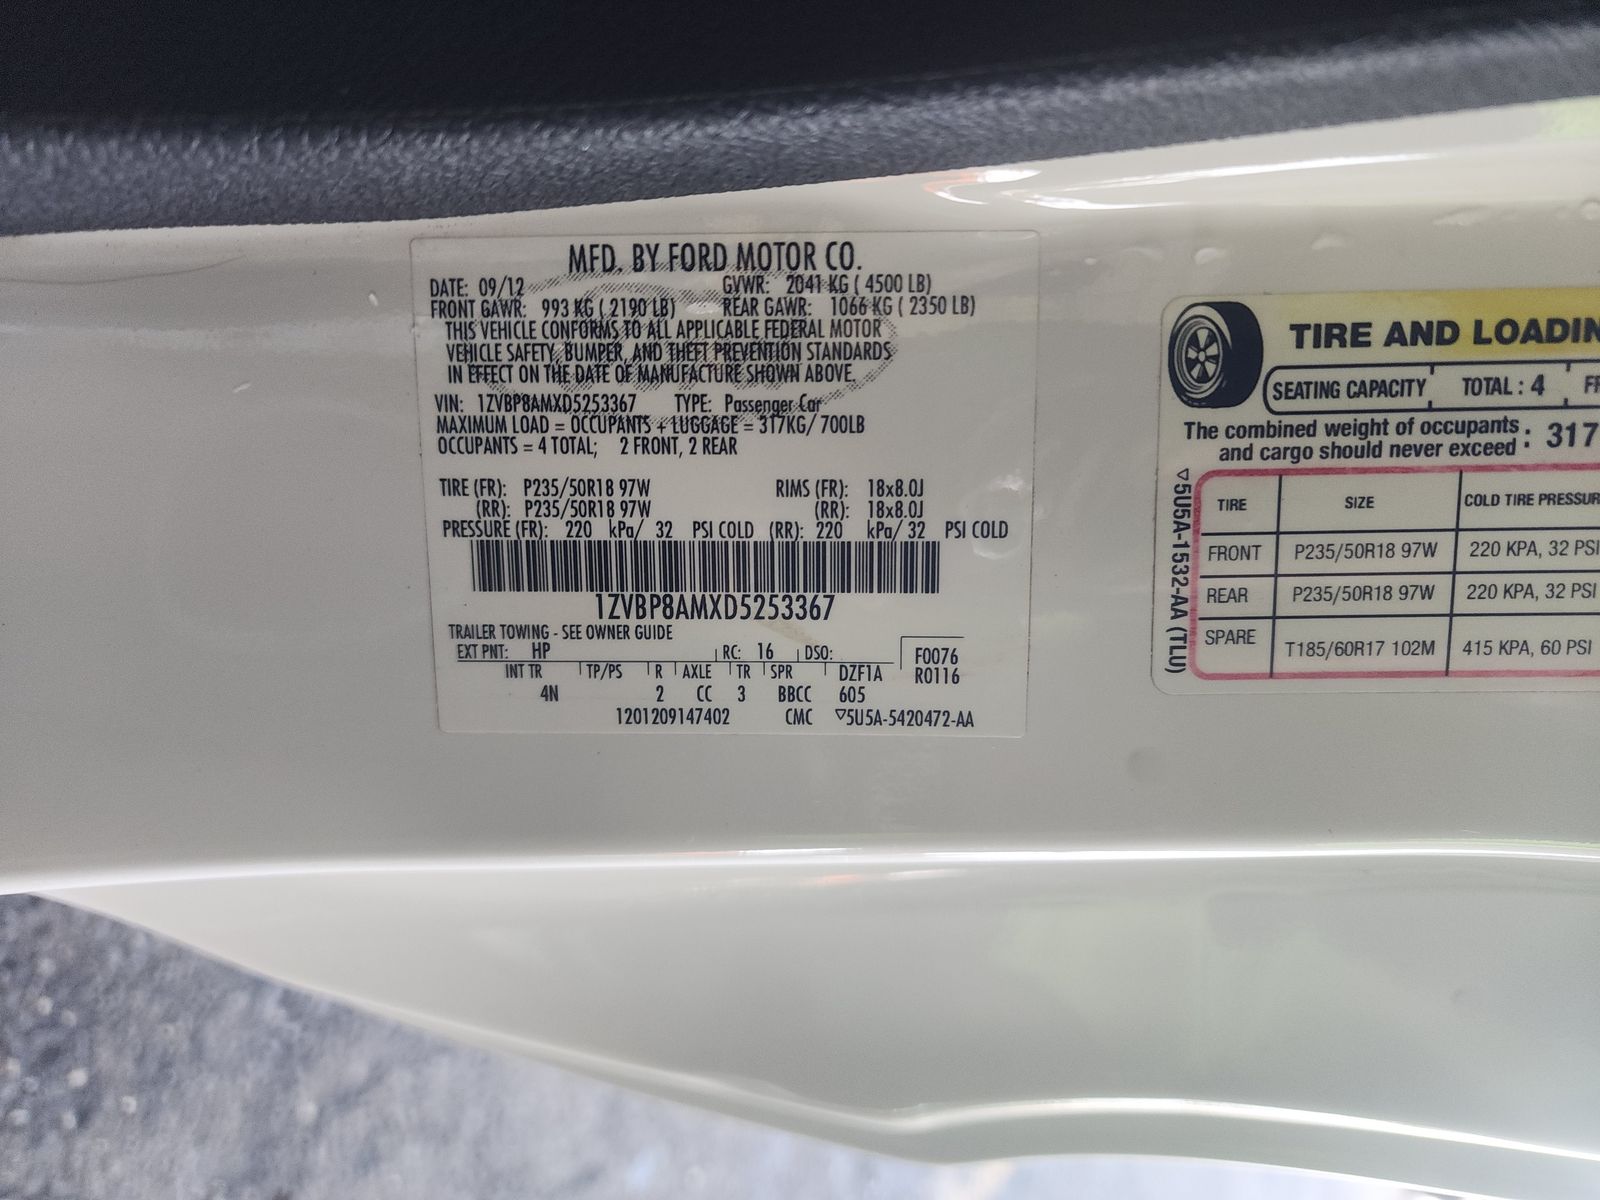 MFD. BY FORD MOTOR CO.
DATE: 09/12 GVWR: 2041 KG ( 4500 LB)
FRONT GAWR: 993 KG ( 2190 LB) REAR GAWR: 1066 KG ( 2350 LB)
THIS VEHICLE CONFORMS TO ALL APPLICABLE FEDERAL MOTOR
VEHICLE SAFETY, BUMPER, AND THEFT PREVENTION STANDARDS
IN EFFECT ON THE DATE OF MANUFACTURE SHOWN ABOVE.
VIN: 1ZVBP8AMXD5253367 TYPE: Passenger Car
MAXIMUM LOAD = OCCUPANTS + LUGGAGE = 317KG/ 700LB
OCCUPANTS = 4 TOTAL; 2 FRONT, 2 REAR
TIRE (FR): P235/50R18 97W RIMS (FR): 18x8.0J
(RR): P235/50R18 97W (RR): 18x8.0J
PRESSURE (FR): 220 kPa/ 32 PSI COLD (RR): 220 kPa/ 32 PSI COLD
1ZVBP8AMXD5253367
TRAILER TOWING - SEE OWNER GUIDE
EXT PNT: HP RC: 16 DSO: F0076
INT TR TP/PS R AXLE TR SPR DZF1A R0116
4N 2 CC 3 BBCC 605
1201209147402 CMC ▽5U5A-5420472-AA
TIRE AND LOADIN
SEATING CAPACITY TOTAL : 4 FR
The combined weight of occupants
and cargo should never exceed : 317
▽5U5A-1532-AA (TLU)
TIRE SIZE COLD TIRE PRESSUR
FRONT P235/50R18 97W 220 KPA, 32 PSI
REAR P235/50R18 97W 220 KPA, 32 PSI
SPARE T185/60R17 102M 415 KPA, 60 PSI